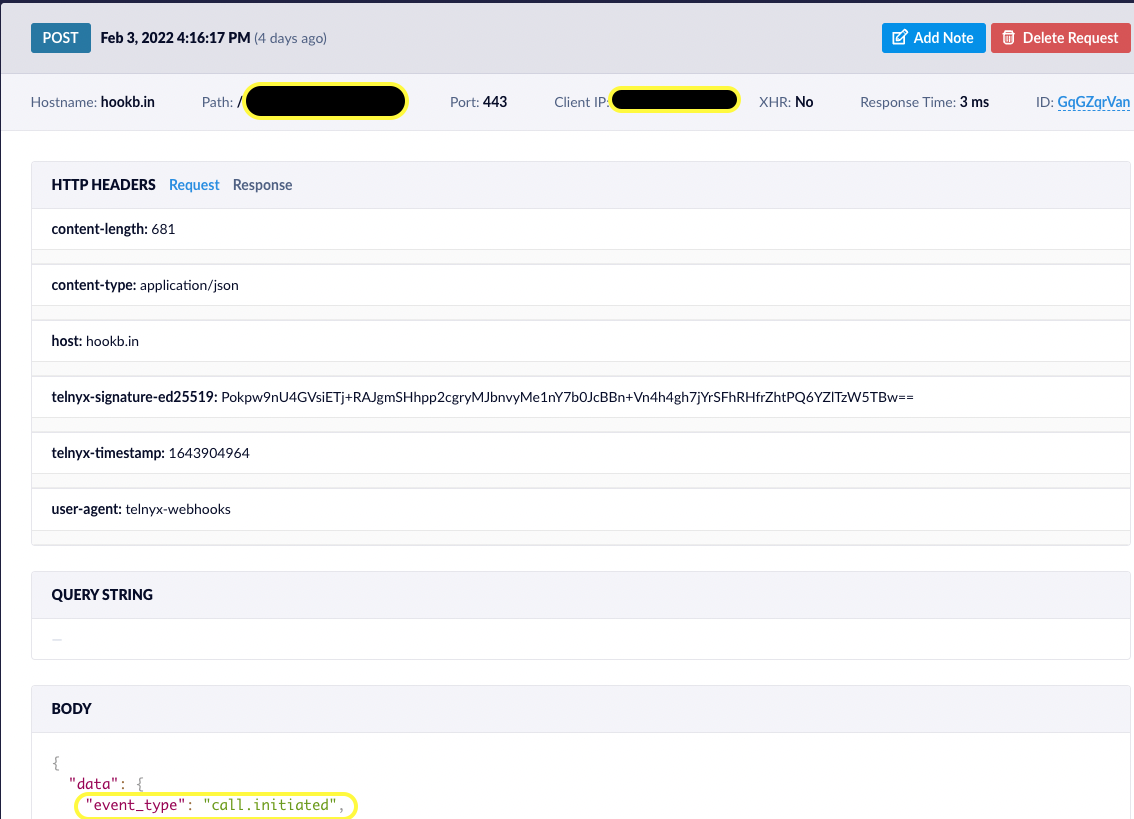 POST Feb 3, 2022 4:16:17 PM (4 days ago) Add Note Delete Request
Hostname: hookb.in Path: / Port: 443 Client IP: XHR: No Response Time: 3 ms ID: GqGZqrVan
HTTP HEADERS Request Response
content-length: 681
content-type: application/json
host: hookb.in
telnyx-signature-ed25519: Pokpw9nU4GVsiETj+RAJgmSHhpp2cgryMJbnvyMe1nY7b0JcBBn+Vn4h4gh7jYrSFhRHfrZhtPQ6YZlTzW5TBw==
telnyx-timestamp: 1643904964
user-agent: telnyx-webhooks
QUERY STRING
—
BODY
{
"data": {
"event_type": "call.initiated",